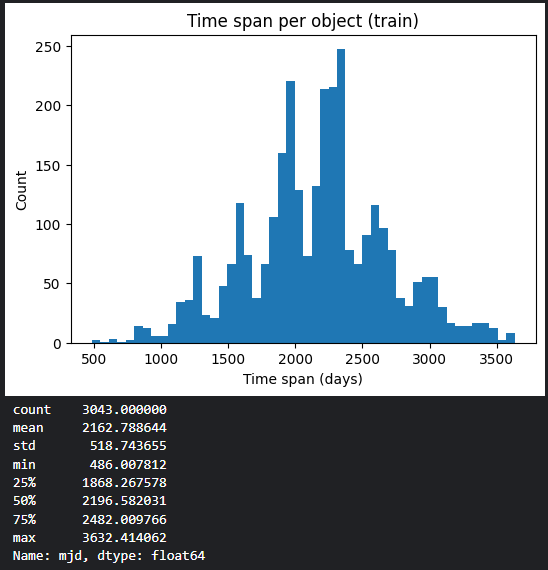 Time span per object (train)
250
200
150
100
50
0
Count
500 1000 1500 2000 2500 3000 3500
Time span (days)
count 3043.000000
mean 2162.788644
std 518.743655
min 486.007812
25% 1868.267578
50% 2196.582031
75% 2482.009766
max 3632.414062
Name: mjd, dtype: float64